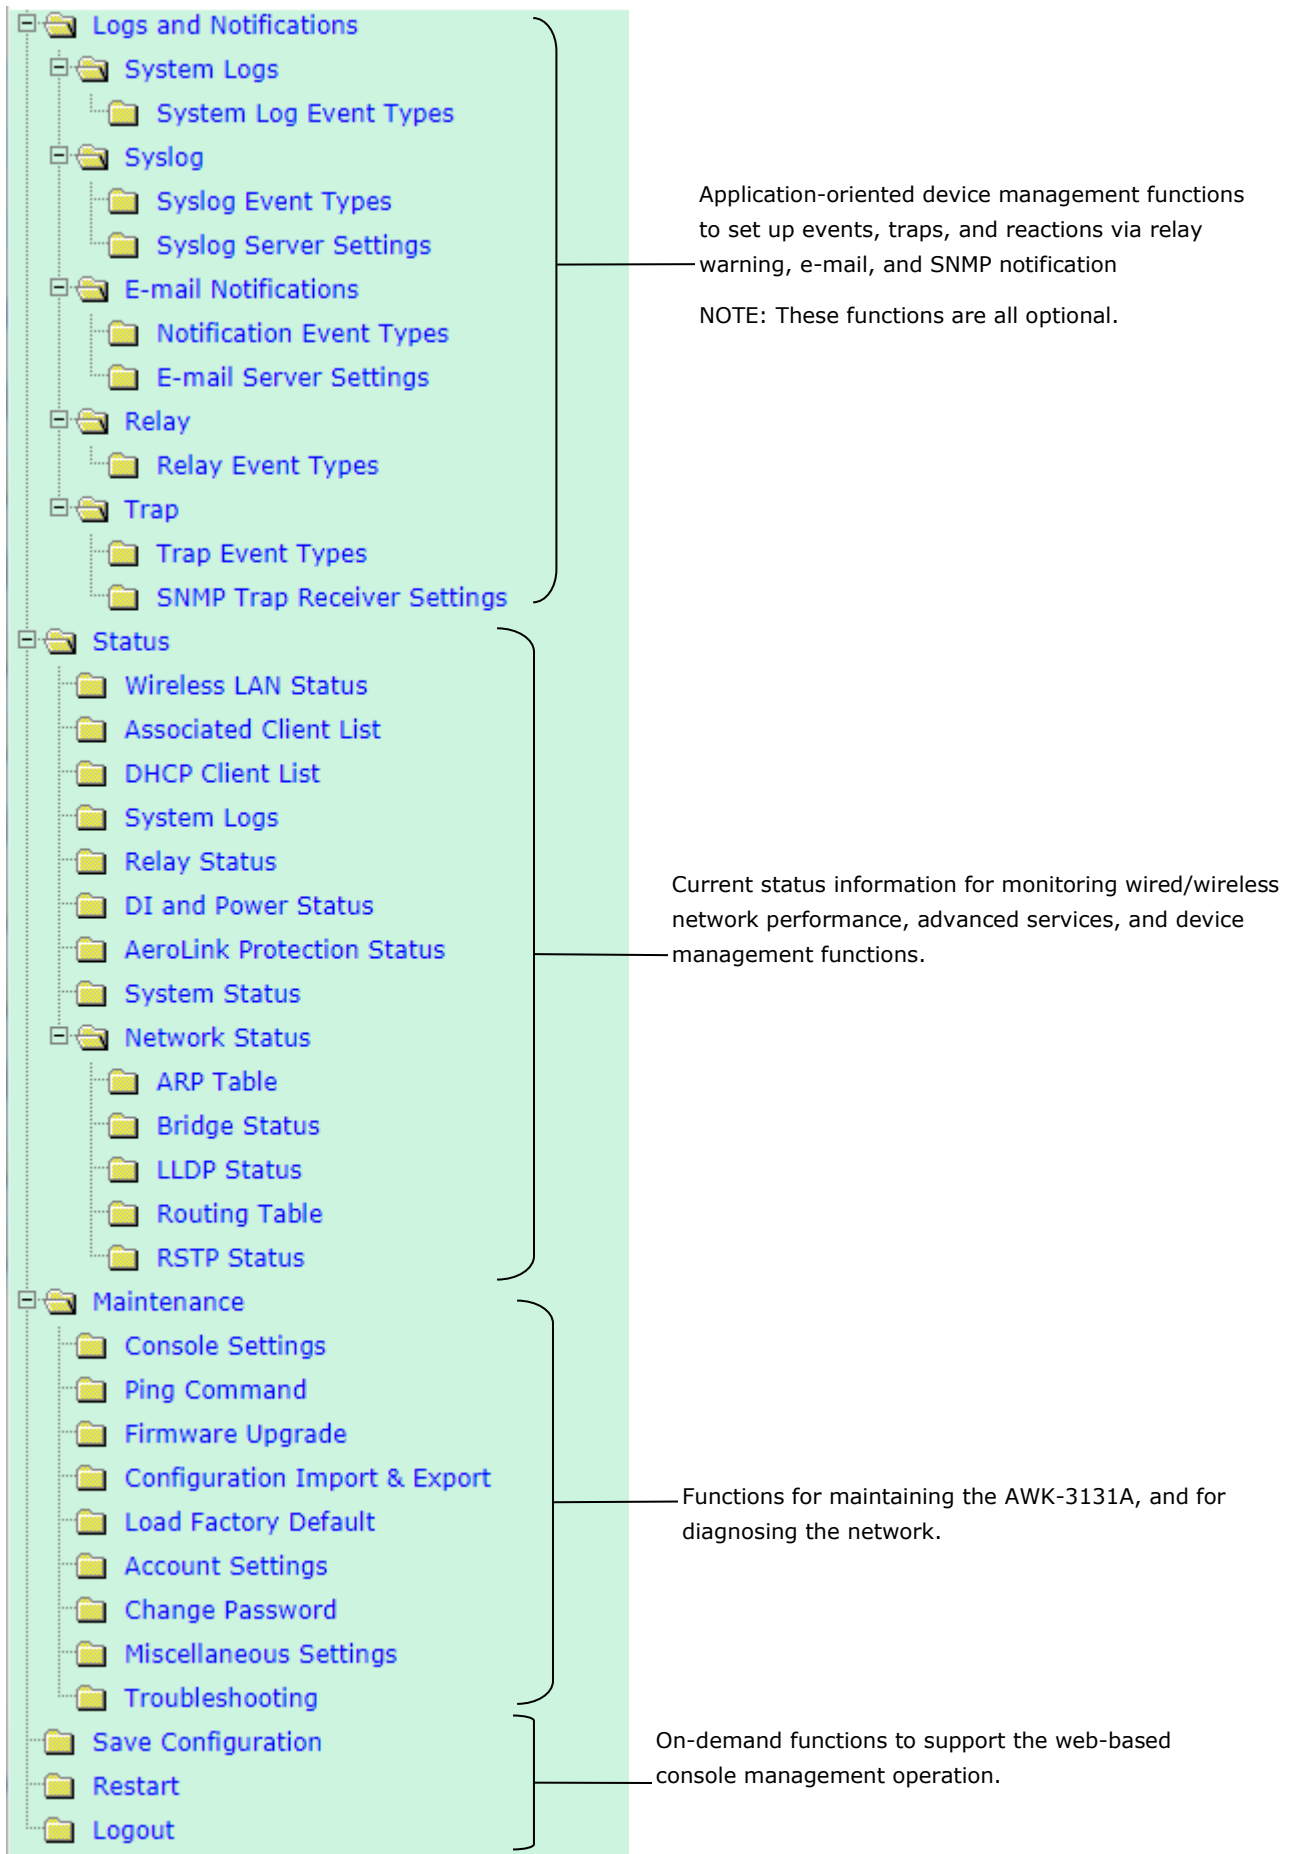 Logs and Notifications
System Logs
System Log Event Types
Syslog
Syslog Event Types
Syslog Server Settings
E-mail Notifications
Notification Event Types
E-mail Server Settings
Relay
Relay Event Types
Trap
Trap Event Types
SNMP Trap Receiver Settings
Application-oriented device management functions
to set up events, traps, and reactions via relay
warning, e-mail, and SNMP notification
NOTE: These functions are all optional.
Status
Wireless LAN Status
Associated Client List
DHCP Client List
System Logs
Relay Status
DI and Power Status
AeroLink Protection Status
System Status
Network Status
ARP Table
Bridge Status
LLDP Status
Routing Table
RSTP Status
Current status information for monitoring wired/wireless
network performance, advanced services, and device
management functions.
Maintenance
Console Settings
Ping Command
Firmware Upgrade
Configuration Import & Export
Load Factory Default
Account Settings
Change Password
Miscellaneous Settings
Troubleshooting
Functions for maintaining the AWK-3131A, and for
diagnosing the network.
Save Configuration
Restart
Logout
On-demand functions to support the web-based
console management operation.